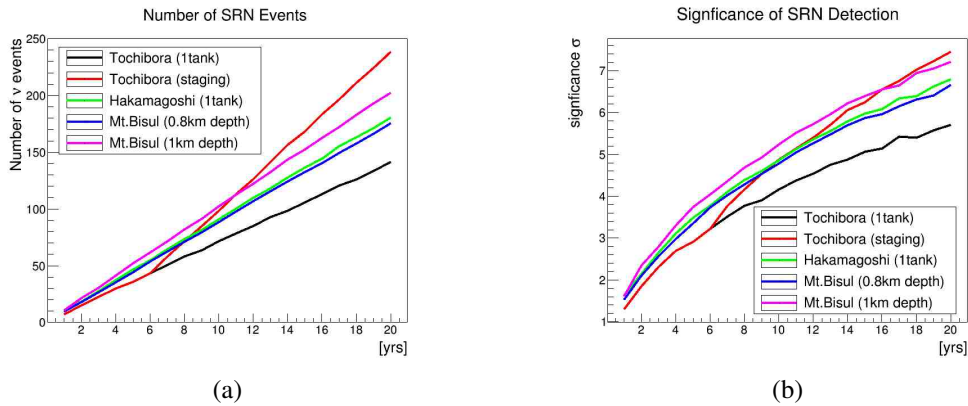 Number of SRN Events
Number of ν events
250
200
150
100
50
0
Tochibora (1tank)
Tochibora (staging)
Hakamagoshi (1tank)
Mt.Bisul (0.8km depth)
Mt.Bisul (1km depth)
2 4 6 8 10 12 14 16 18 20
[yrs]
(a)
Signficance of SRN Detection
signficance σ
7
6
5
4
3
2
1
Tochibora (1tank)
Tochibora (staging)
Hakamagoshi (1tank)
Mt.Bisul (0.8km depth)
Mt.Bisul (1km depth)
2 4 6 8 10 12 14 16 18 20
[yrs]
(b)